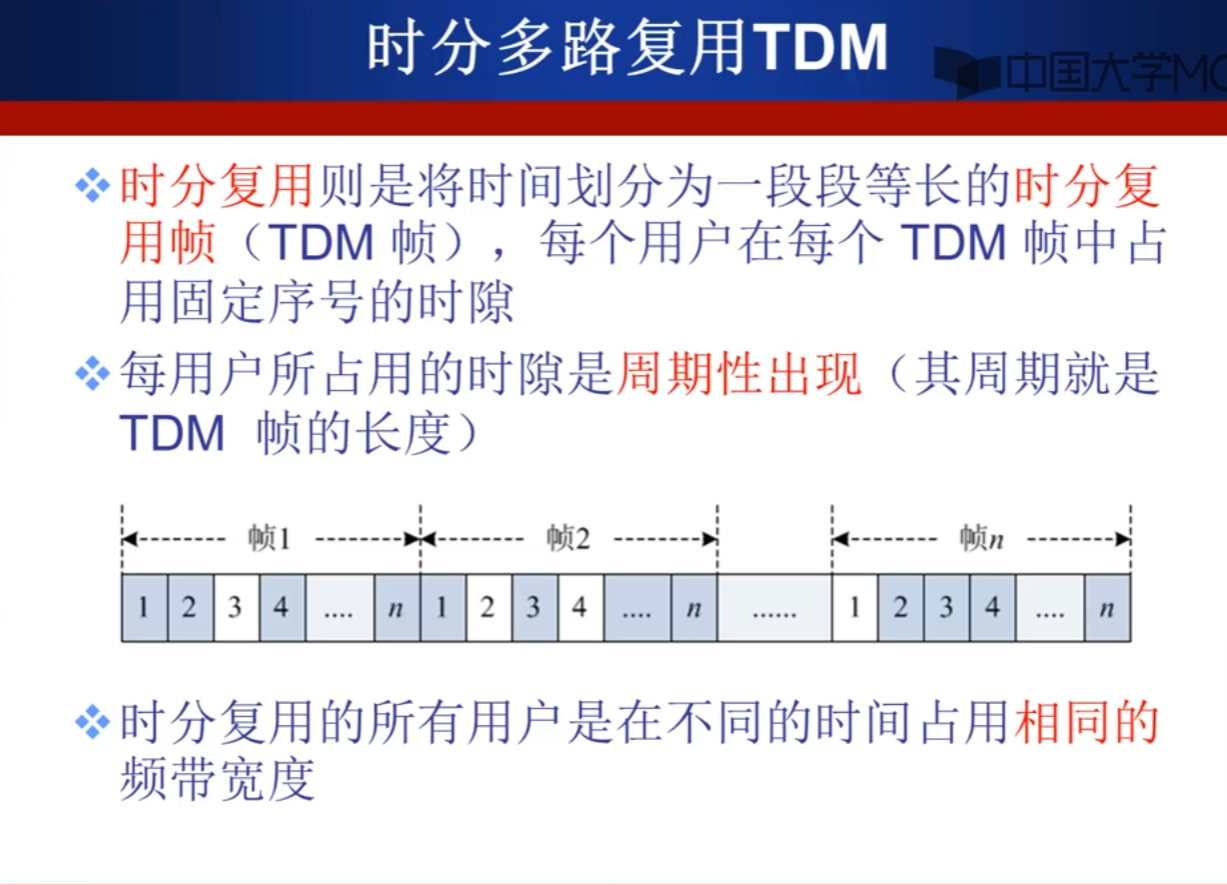 时分多路复用TDM
中国大学MO
时分复用则是将时间划分为一段段等长的时分复
用帧（TDM 帧），每个用户在每个 TDM 帧中占
用固定序号的时隙
每用户所占用的时隙是周期性出现（其周期就是
TDM 帧的长度）
帧1 帧2 帧n
1 2 3 4 .... n 1 2 3 4 .... n ...... 1 2 3 4 .... n
时分复用的所有用户是在不同的时间占用相同的
频带宽度